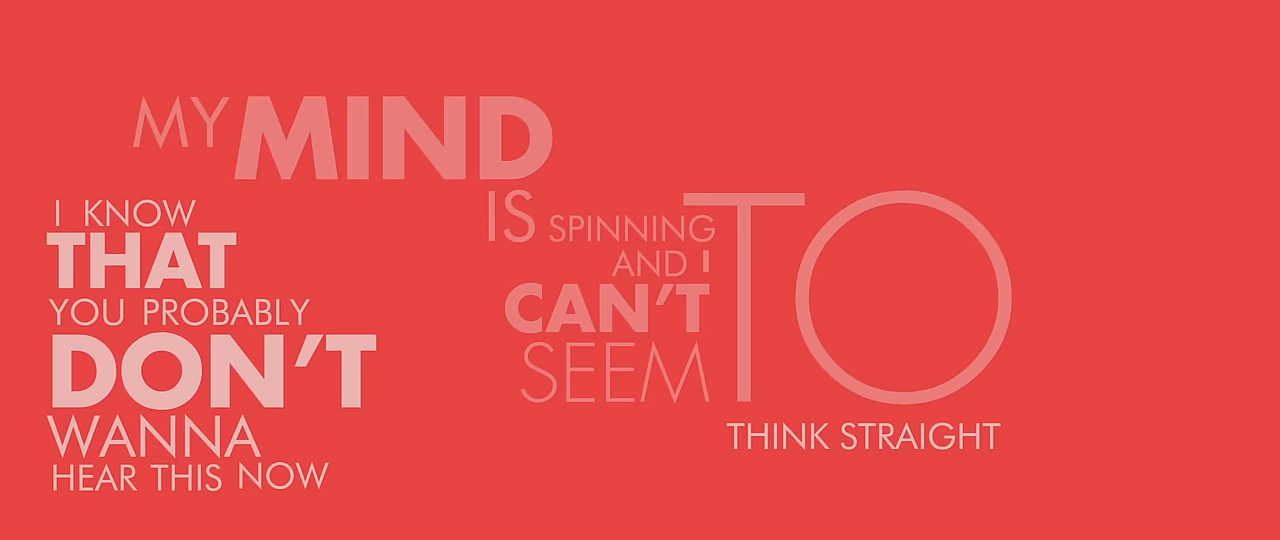 MY MIND
IS SPINNING
AND I
CAN'T
SEEM
TO
THINK STRAIGHT
I KNOW
THAT
YOU PROBABLY
DON'T
WANNA
HEAR THIS NOW